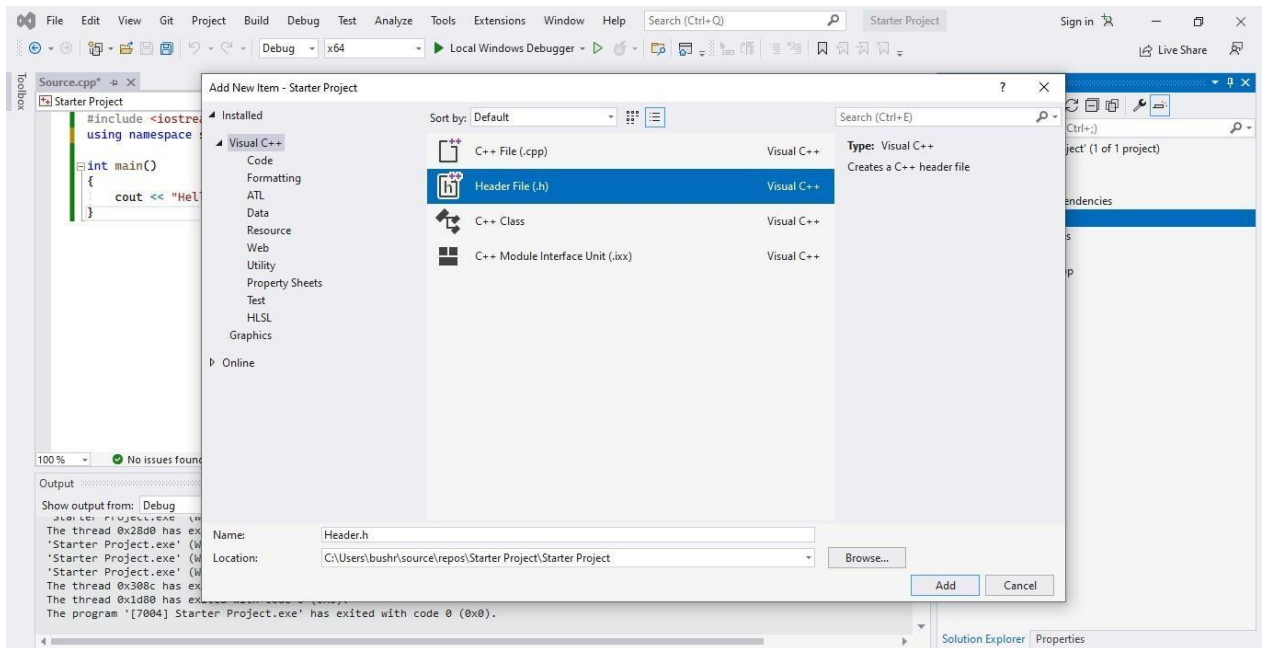 File Edit View Git Project Build Debug Test Analyze Tools Extensions Window Help Search (Ctrl+Q) Starter Project Sign in
Debug x64 Local Windows Debugger Live Share
Toolbox
Source.cpp*
Starter Project
#include <iostrea
using namespace s
int main()
{
cout << "Hel
}
100 % No issues found
Output
Show output from: Debug
The thread 0x28d0 has ex
'Starter Project.exe' (W
'Starter Project.exe' (W
'Starter Project.exe' (W
The thread 0x308c has ex
The thread 0x1d80 has exited with code 0 (0x0).
The program '[7004] Starter Project.exe' has exited with code 0 (0x0).
Add New Item - Starter Project ?
Installed
Visual C++
Code
Formatting
ATL
Data
Resource
Web
Utility
Property Sheets
Test
HLSL
Graphics
Online
Sort by: Default
C++ File (.cpp) Visual C++
Header File (.h) Visual C++
C++ Class Visual C++
C++ Module Interface Unit (.ixx) Visual C++
Search (Ctrl+E)
Type: Visual C++
Creates a C++ header file
Name: Header.h
Location: C:\Users\bushr\source\repos\Starter Project\Starter Project
Browse...
Add Cancel
Ctrl+;)
ject' (1 of 1 project)
endencies
s
p
Solution Explorer Properties